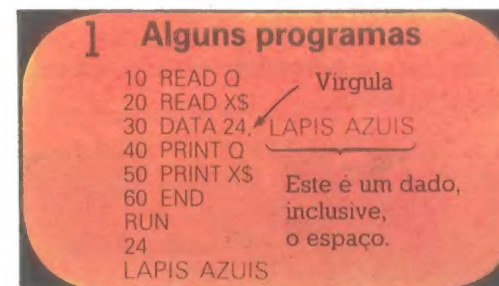 1 Alguns programas
10 READ Q
20 READ X$
Virgula
30 DATA 24, LAPIS AZUIS
40 PRINT Q
50 PRINT X$
60 END
Este é um dado,
inclusive,
o espaço.
RUN
24
LAPIS AZUIS